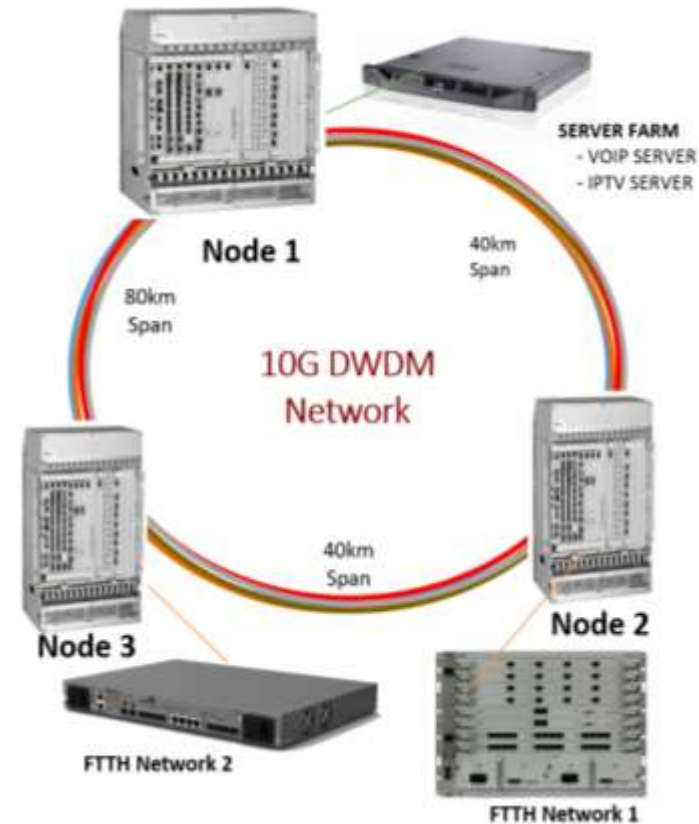 SERVER FARM
- VOIP SERVER
- IPTV SERVER
Node 1
40km
Span
80km
Span
10G DWDM
Network
40km
Span
Node 2
Node 3
FTTH Network 2
FTTH Network 1